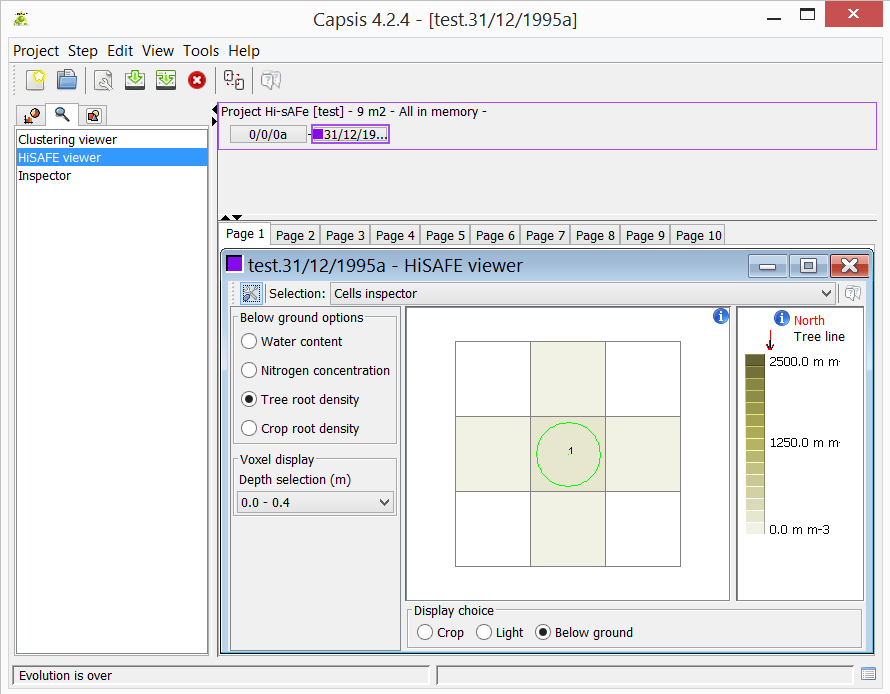 Capsis 4.2.4 - [test.31/12/1995a]
Project Step Edit View Tools Help
Project Hi-sAFe [test] - 9 m2 - All in memory -
0/0/0a
31/12/19...
Clustering viewer
HiSAFE viewer
Inspector
Page 1 Page 2 Page 3 Page 4 Page 5 Page 6 Page 7 Page 8 Page 9 Page 10
test.31/12/1995a - HiSAFE viewer
Selection: Cells inspector
Below ground options
Water content
Nitrogen concentration
Tree root density
Crop root density
Voxel display
Depth selection (m)
0.0 - 0.4
1
North
Tree line
2500.0 m m-
1250.0 m m-
0.0 m m-3
Display choice
Crop Light Below ground
Evolution is over